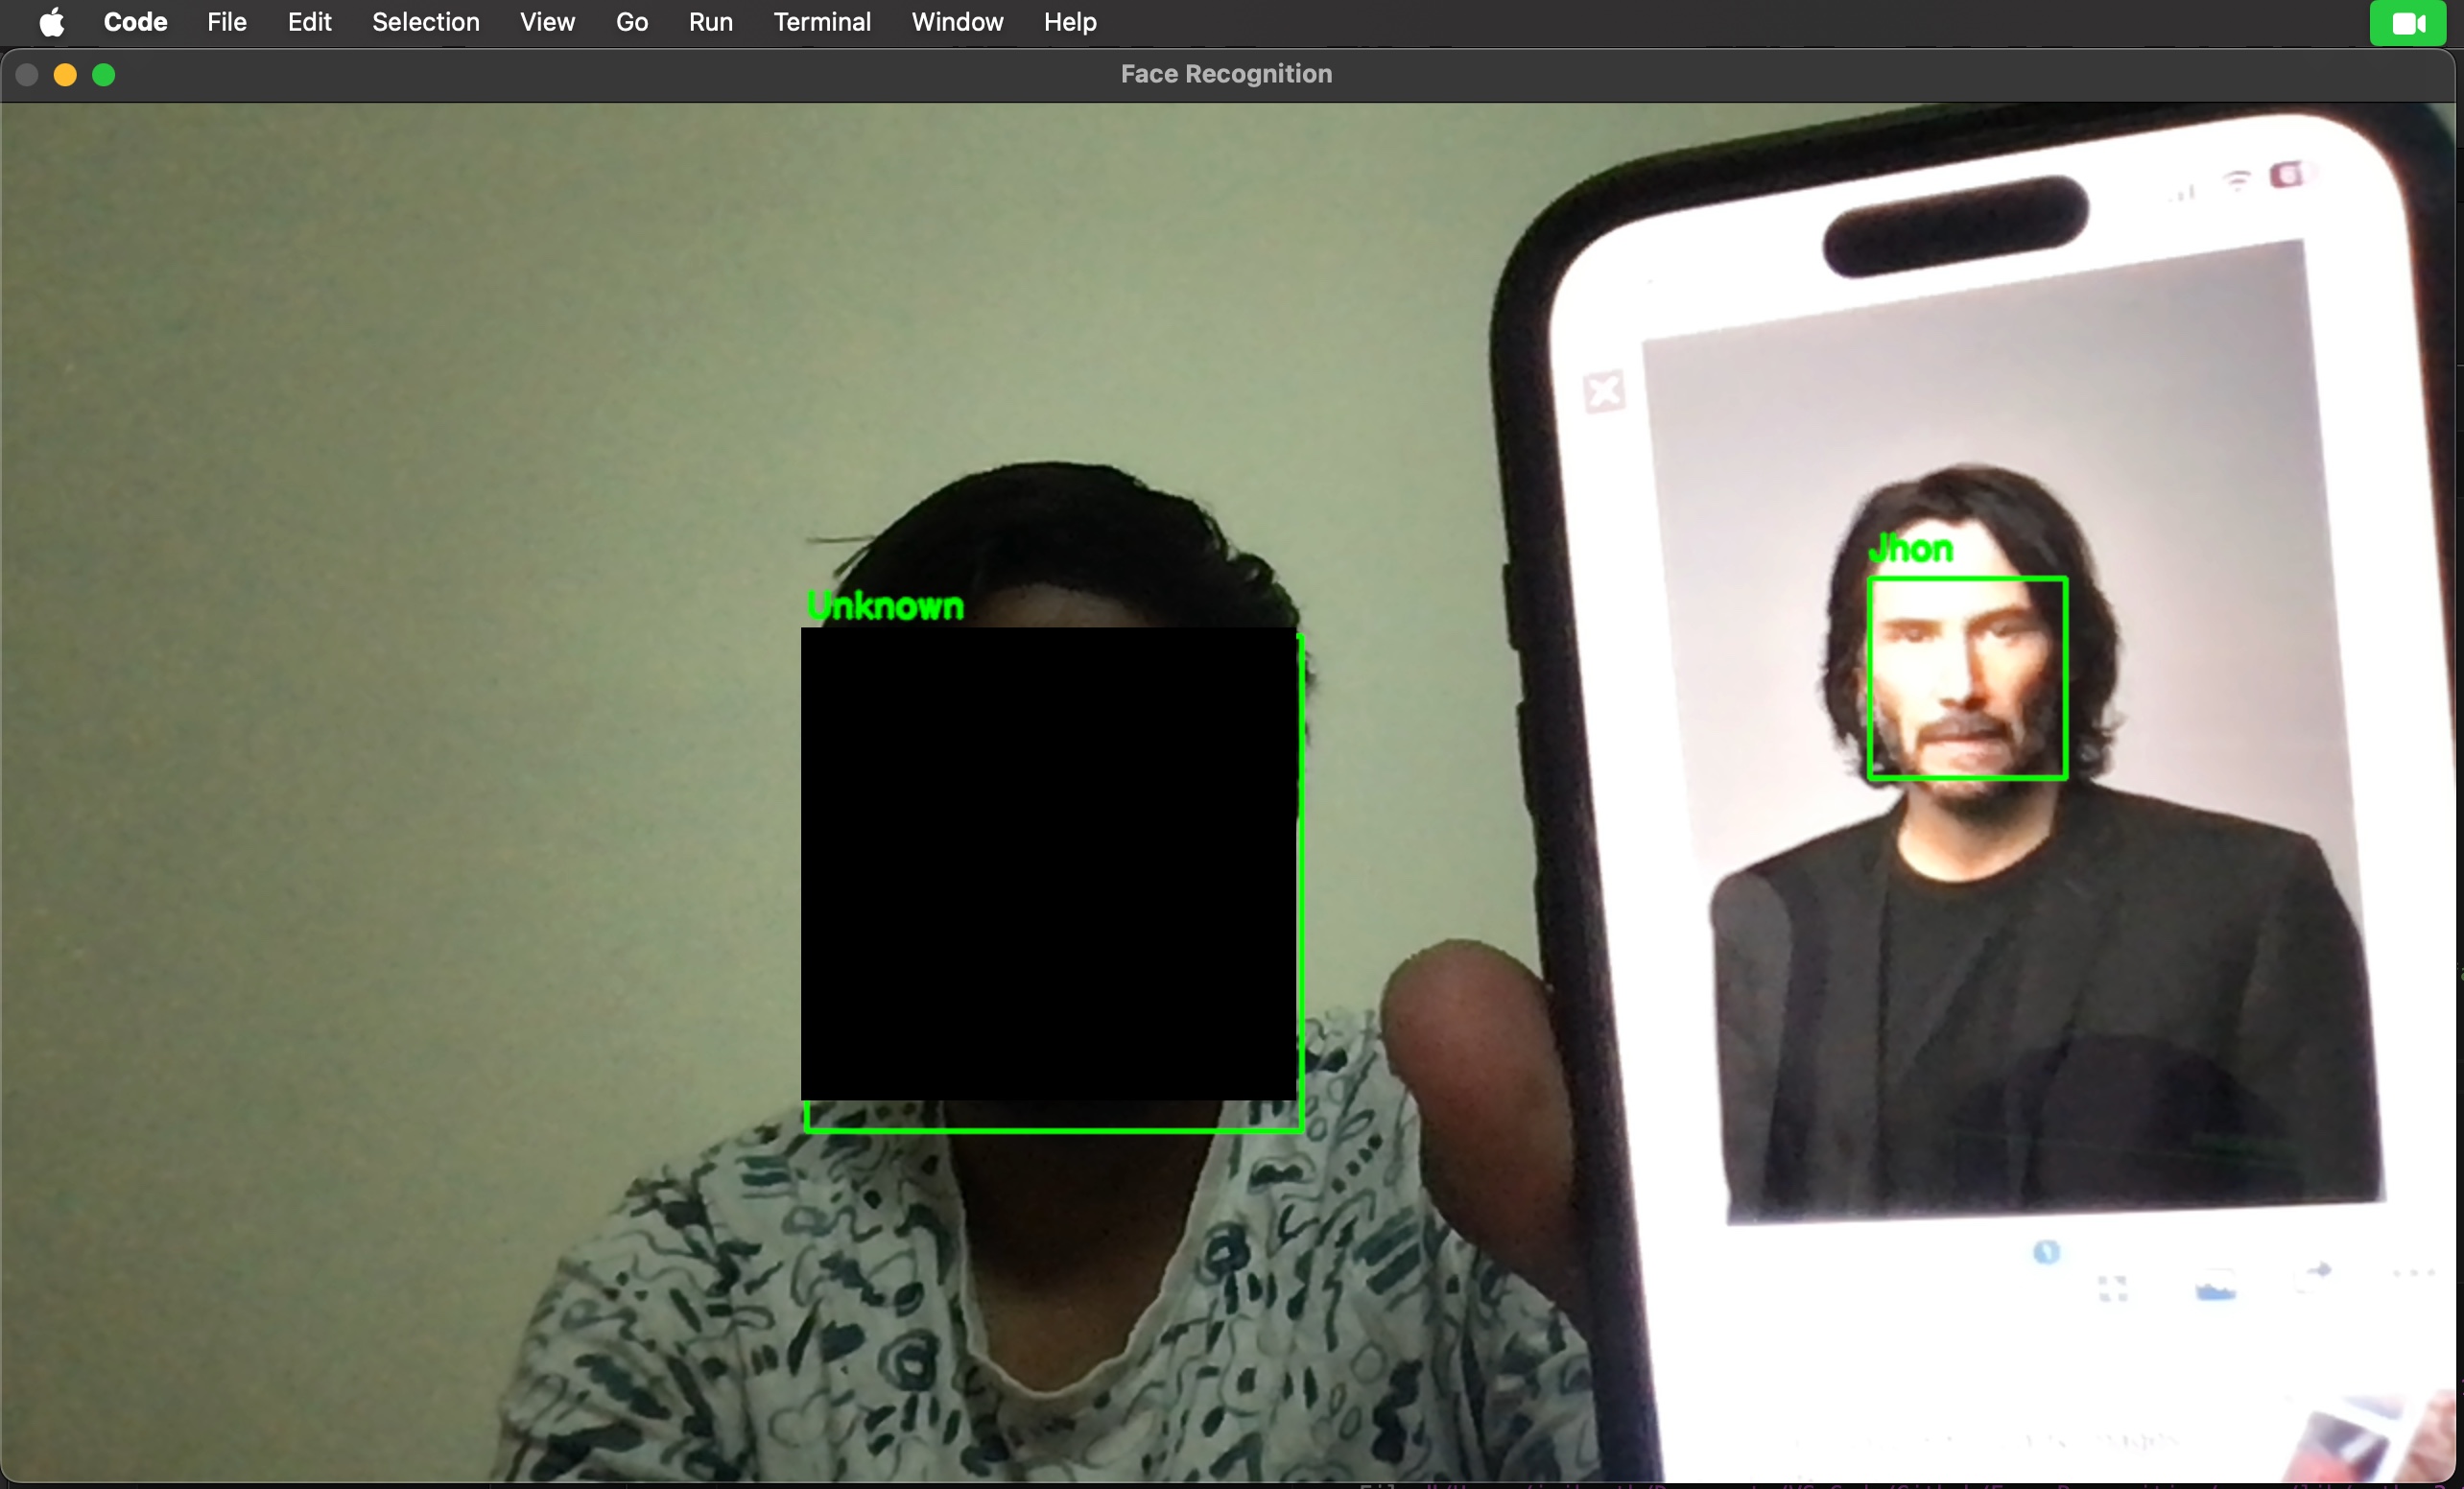 Code File Edit Selection View Go Run Terminal Window Help
Face Recognition
Jhon
Unknown